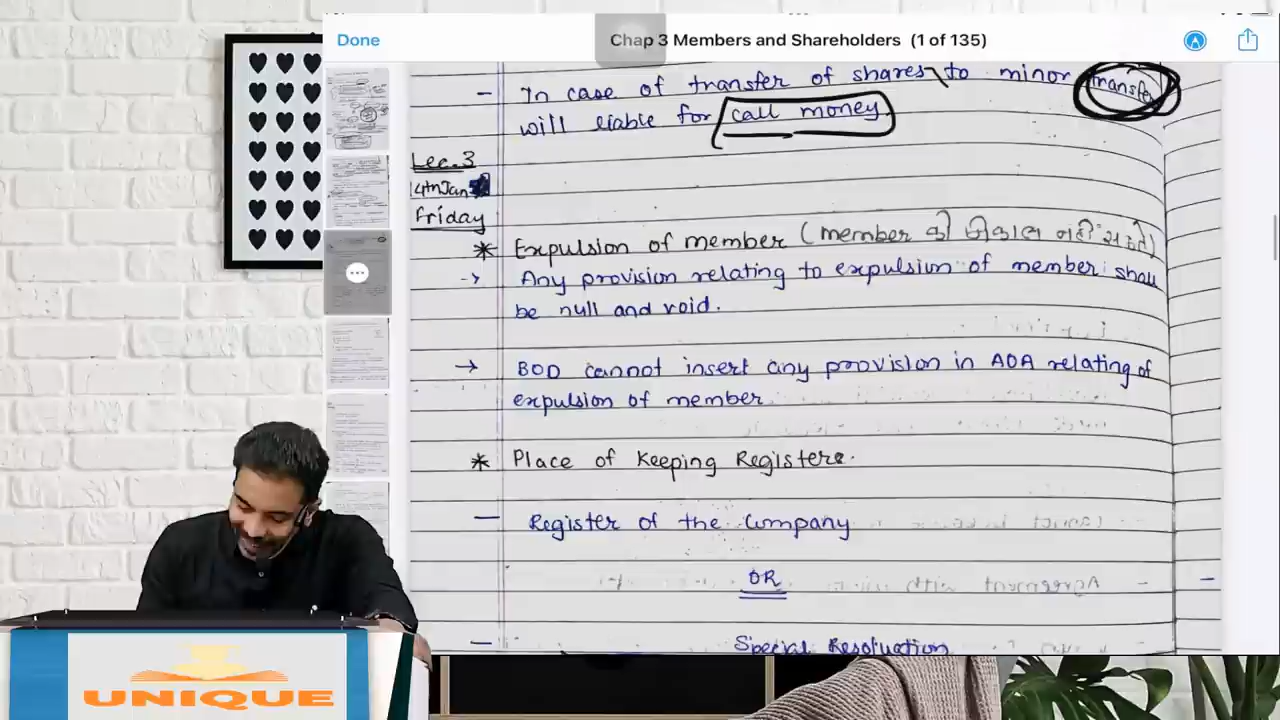 Done
Chap 3 Members and Shareholders (1 of 135)
- In case of transfer of shares to minor transfer
will liable for call money
Lec.3
4th Jan
Friday
* Expulsion of member (member को निकाल नहीं सकते)
→ Any provision relating to expulsion of member shall
be null and void.
→ BOD cannot insert any provision in AOA relating of
expulsion of member
* Place of Keeping Registers.
- Register of the Company
OR
- Special Resolution
UNIQUE